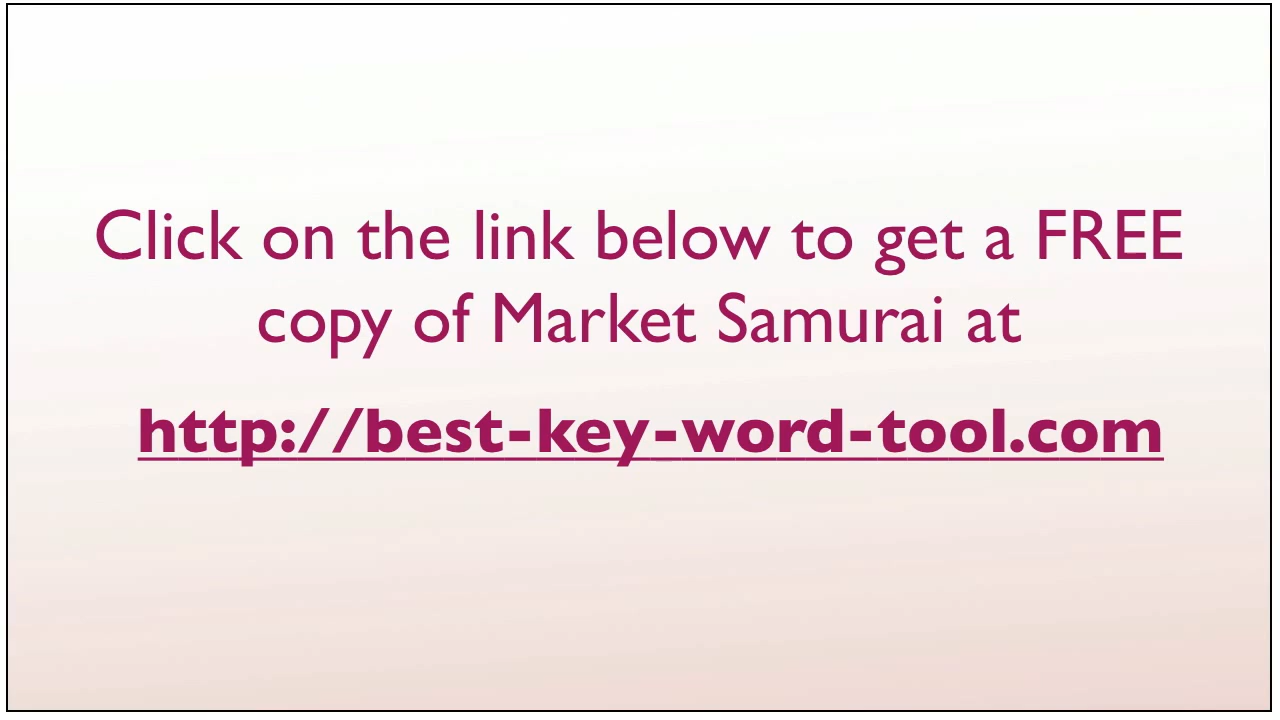 Click on the link below to get a FREE
copy of Market Samurai at
http://best-key-word-tool.com